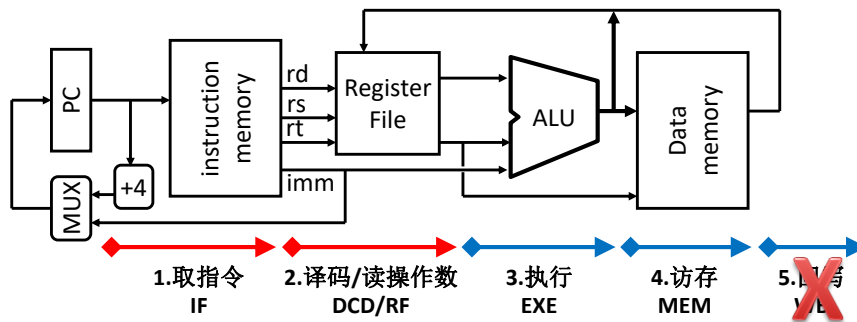 PC
+4
MUX
instruction
memory
rd
rs
rt
imm
Register
File
ALU
Data
memory
1.取指令
IF
2.译码/读操作数
DCD/RF
3.执行
EXE
4.访存
MEM
5.